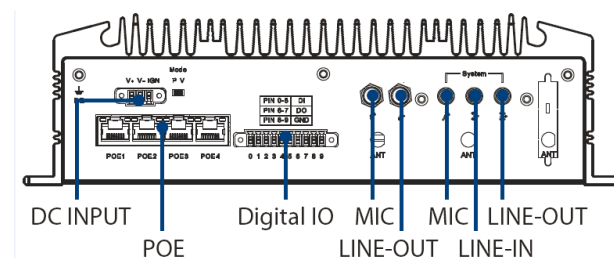 System
Mode
V+ V- IGN
P V
PIN 0-5 DI
PIN 6-7 DO
PIN 8-9 GND
POE1 POE2 POE3 POE4
0 1 2 3 4 5 6 7 8 9
ANT ANT ANT
DC INPUT Digital IO MIC MIC LINE-OUT
POE LINE-OUT LINE-IN